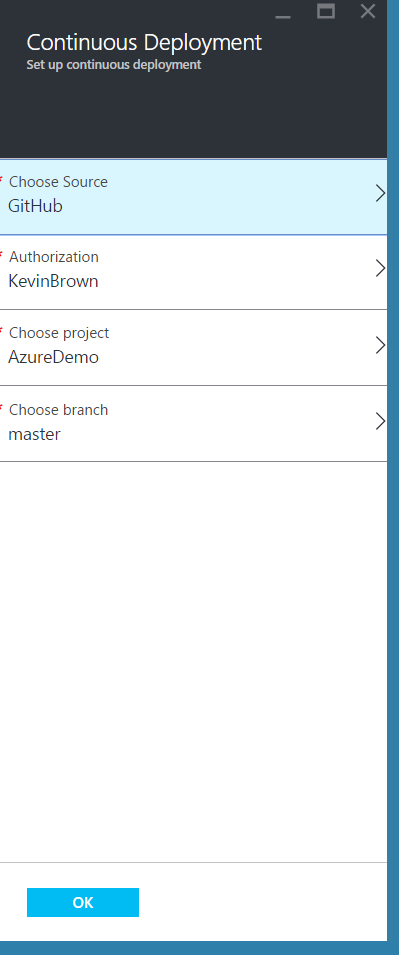 Continuous Deployment
Set up continuous deployment
* Choose Source
GitHub
* Authorization
KevinBrown
* Choose project
AzureDemo
* Choose branch
master
OK